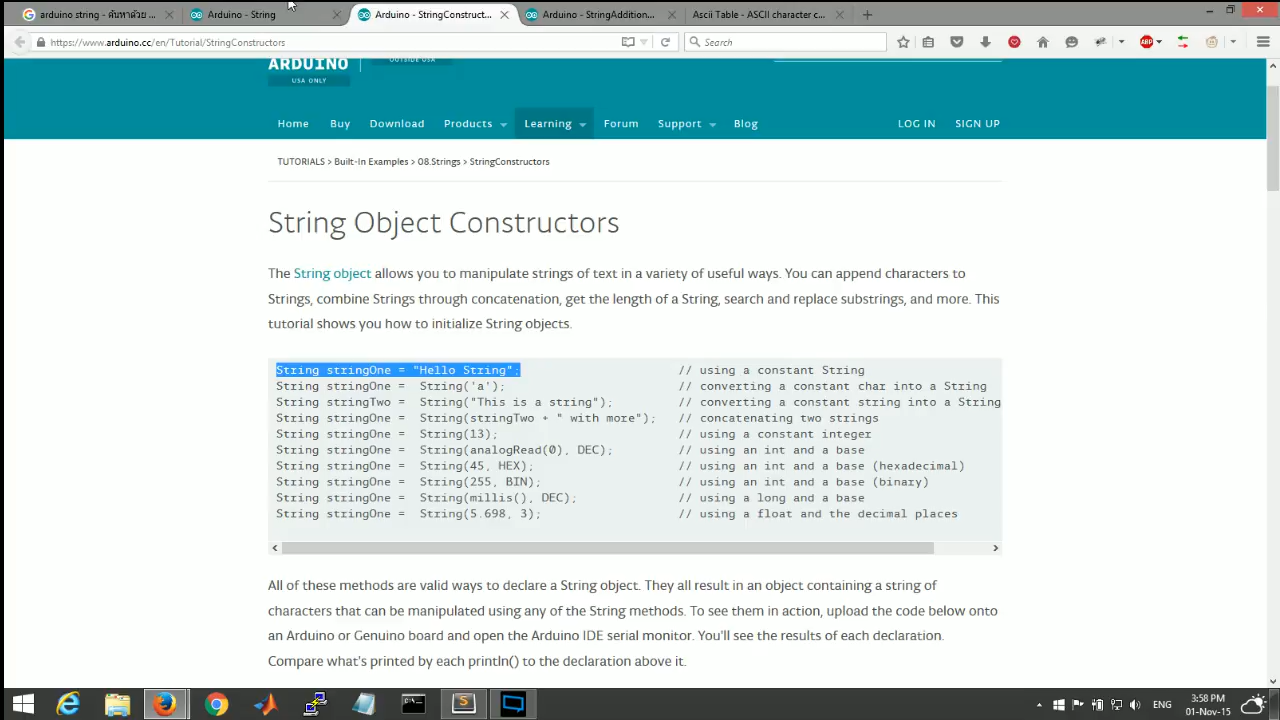 arduino string - ค้นหาด้วย ...
Arduino - String
Arduino - StringConstruct...
Arduino - StringAddition...
Ascii Table - ASCII character c...
https://www.arduino.cc/en/Tutorial/StringConstructors
Search
ABP
ARDUINO
USA ONLY
OUTSIDE USA
Home
Buy
Download
Products
Learning
Forum
Support
Blog
LOG IN
SIGN UP
TUTORIALS > Built-In Examples > 08.Strings > StringConstructors
String Object Constructors
The String object allows you to manipulate strings of text in a variety of useful ways. You can append characters to
Strings, combine Strings through concatenation, get the length of a String, search and replace substrings, and more. This
tutorial shows you how to initialize String objects.
String stringOne = "Hello String"; // using a constant String
String stringOne = String('a'); // converting a constant char into a String
String stringTwo = String("This is a string"); // converting a constant string into a String
String stringOne = String(stringTwo + " with more"); // concatenating two strings
String stringOne = String(13); // using a constant integer
String stringOne = String(analogRead(0), DEC); // using an int and a base
String stringOne = String(45, HEX); // using an int and a base (hexadecimal)
String stringOne = String(255, BIN); // using an int and a base (binary)
String stringOne = String(millis(), DEC); // using a long and a base
String stringOne = String(5.698, 3); // using a float and the decimal places
All of these methods are valid ways to declare a String object. They all result in an object containing a string of
characters that can be manipulated using any of the String methods. To see them in action, upload the code below onto
an Arduino or Genuino board and open the Arduino IDE serial monitor. You'll see the results of each declaration.
Compare what's printed by each println() to the declaration above it.
ENG
3:58 PM
01-Nov-15